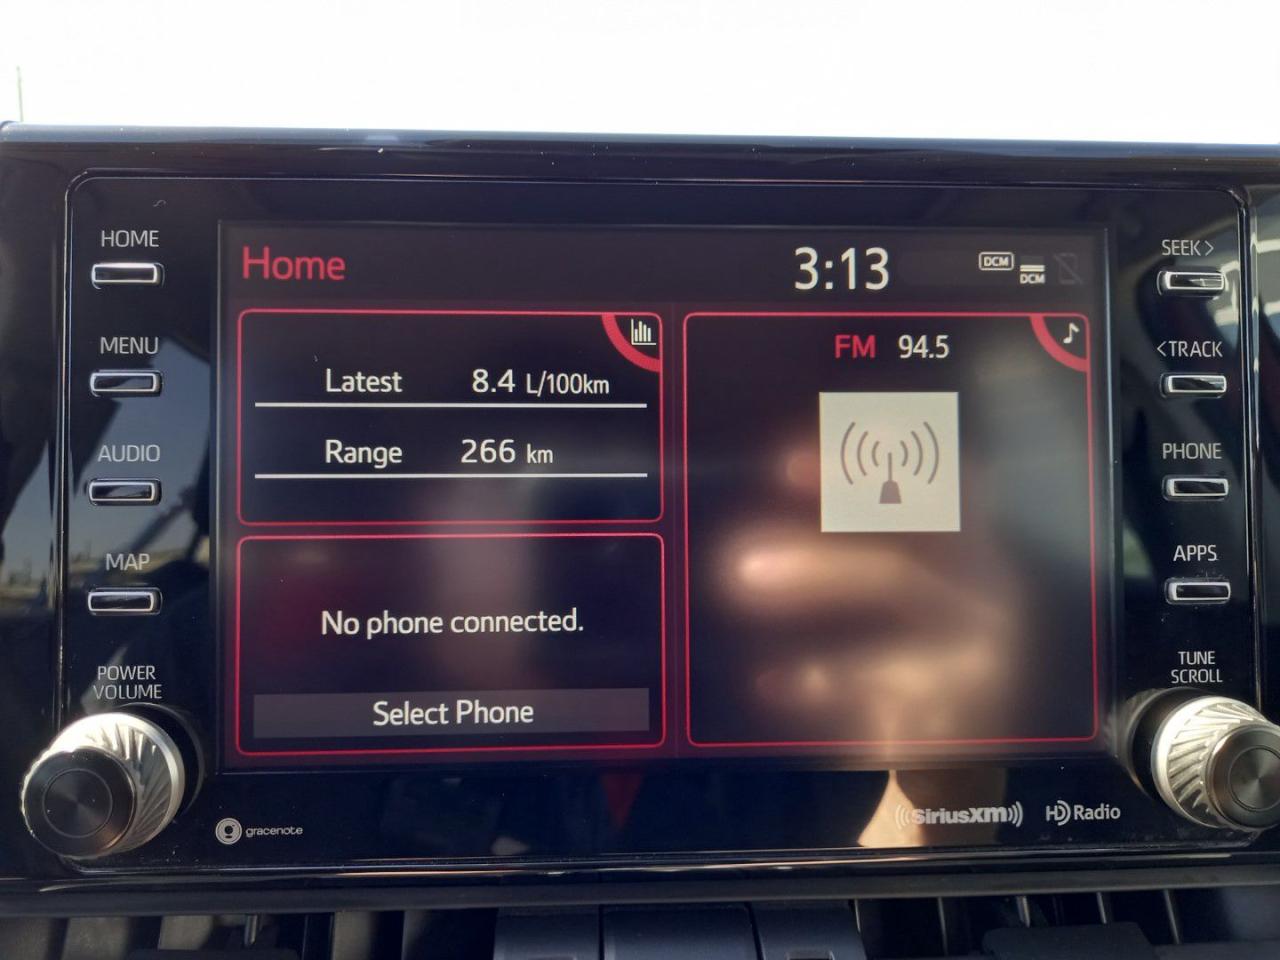 HOME
MENU
AUDIO
MAP
POWER
VOLUME
Home
3:13
DCM
DCM
Latest 8.4 L/100km
Range 266 km
No phone connected.
Select Phone
FM 94.5
SEEK >
< TRACK
PHONE
APPS
TUNE
SCROLL
gracenote
SiriusXM
HD Radio